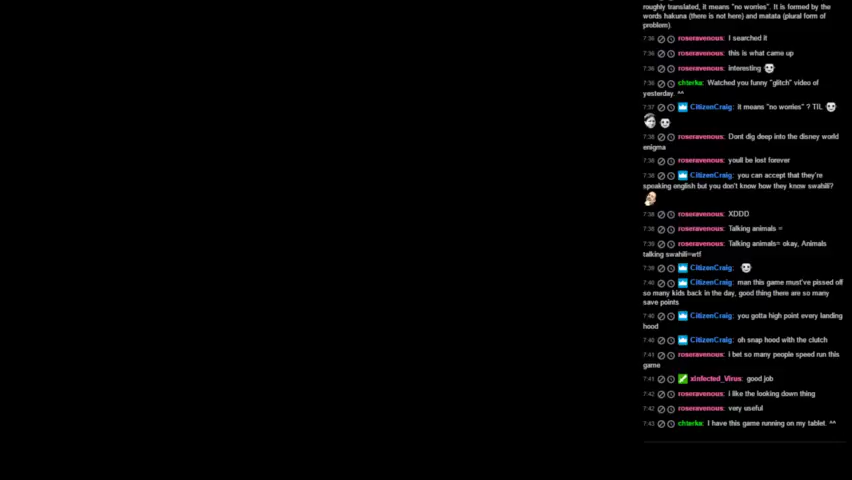 roughly translated, it means "no worries". It is formed by the
words hakuna (there is not here) and matata (plural form of
problem).
7:36 roseravenous: I searched it
7:36 roseravenous: this is what came up
7:36 roseravenous: interesting
7:36 chterka: Watched you funny "glitch" video of
yesterday. ^^
7:37 CitizenCraig: it means "no worries" ? TIL
7:38 roseravenous: Dont dig deep into the disney world
enigma
7:38 roseravenous: youll be lost forever
7:38 CitizenCraig: you can accept that they're
speaking english but you don't know how they know swahili?
7:38 roseravenous: XDDD
7:38 roseravenous: Talking animals =
7:39 roseravenous: Talking animals= okay, Animals
talking swahili=wtf
7:39 CitizenCraig:
7:40 CitizenCraig: man this game must've pissed off
so many kids back in the day, good thing there are so many
save points
7:40 CitizenCraig: you gotta high point every landing
hood
7:40 CitizenCraig: oh snap hood with the clutch
7:41 roseravenous: i bet so many people speed run this
game
7:41 xInfected_Virus: good job
7:42 roseravenous: i like the looking down thing
7:42 roseravenous: very useful
7:43 chterka: I have this game running on my tablet. ^^